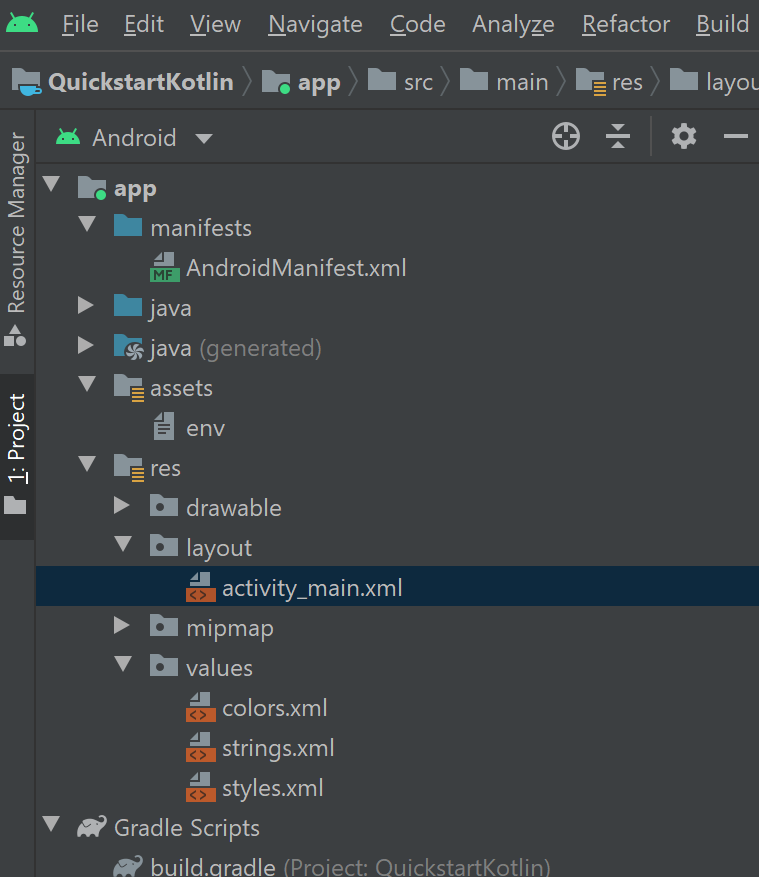 File Edit View Navigate Code Analyze Refactor Build
QuickstartKotlin app src main res layou
Resource Manager
1: Project
Android
app
manifests
MF AndroidManifest.xml
java
java (generated)
assets
env
res
drawable
layout
<> activity_main.xml
mipmap
values
<> colors.xml
<> strings.xml
<> styles.xml
Gradle Scripts
build.gradle (Project: QuickstartKotlin)